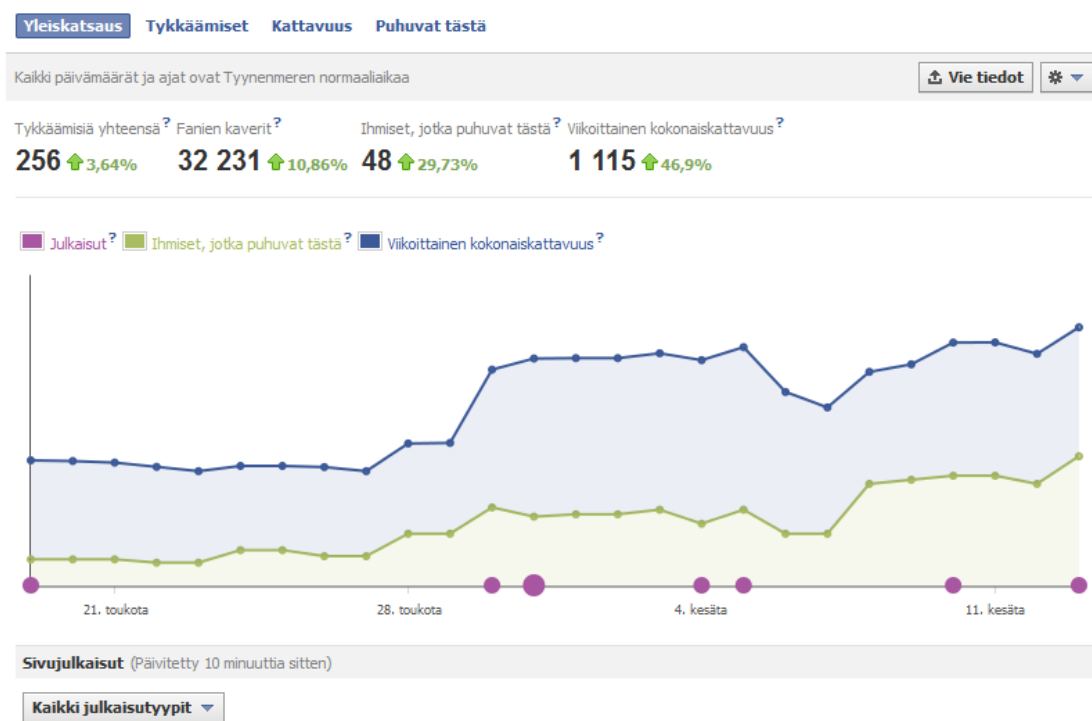 Yleiskatsaus Tykkäämiset Kattavuus Puhuvat tästä
Kaikki päivämäärät ja ajat ovat Tyynenmeren normaaliaikaa Vie tiedot
Tykkäämisiä yhteensä? Fanien kaverit? Ihmiset, jotka puhuvat tästä? Viikoittainen kokonaiskattavuus?
256 3,64% 32 231 10,86% 48 29,73% 1 115 46,9%
Julkaisut? Ihmiset, jotka puhuvat tästä? Viikoittainen kokonaiskattavuus?
21. toukota 28. toukota 4. kesäta 11. kesäta
Sivujulkaisut (Päivitetty 10 minuuttia sitten)
Kaikki julkaisutyypit